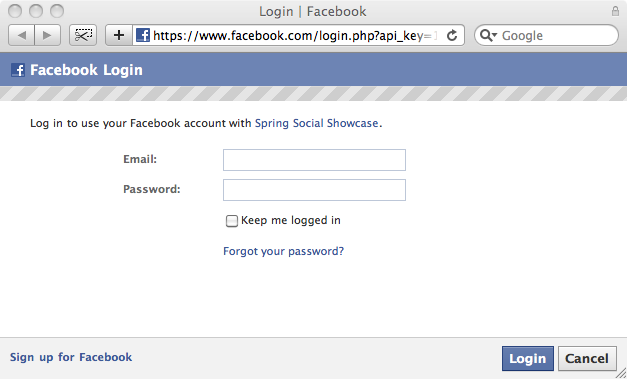 Login | Facebook
https://www.facebook.com/login.php?api_key=
Google
Facebook Login
Log in to use your Facebook account with Spring Social Showcase.
Email:
Password:
Keep me logged in
Forgot your password?
Sign up for Facebook
Login
Cancel